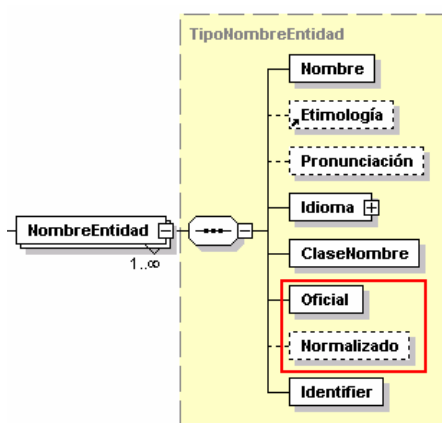 TipoNombreEntidad
Nombre
Etimología
Pronunciación
Idioma
NombreEntidad
1..∞
ClaseNombre
Oficial
Normalizado
Identifier